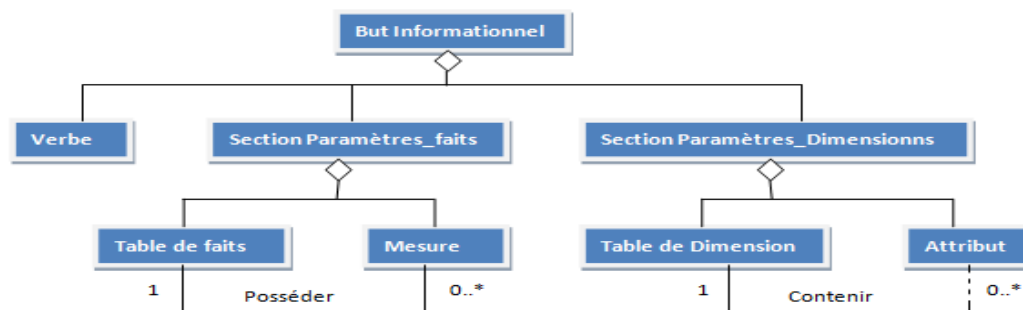 But Informationnel
Verbe
Section Paramètres_faits
Section Paramètres_Dimensionns
Table de faits
Mesure
Table de Dimension
Attribut
1
Posséder
0..*
1
Contenir
0..*